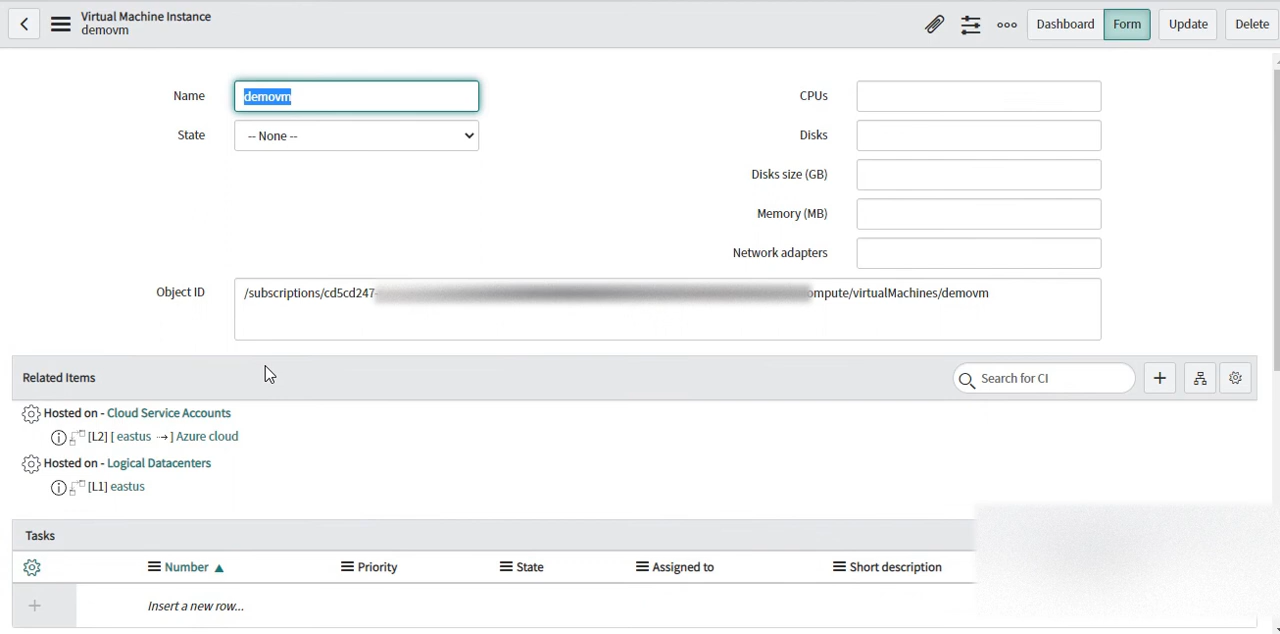 Virtual Machine Instance
demovm
Dashboard Form Update Delete
Name demovm CPUs
State -- None -- Disks
Disks size (GB)
Memory (MB)
Network adapters
Object ID /subscriptions/cd5cd247- ompute/virtualMachines/demovm
Related Items Search for CI
Hosted on - Cloud Service Accounts
[L2] [ eastus → ] Azure cloud
Hosted on - Logical Datacenters
[L1] eastus
Tasks
Number ▲ Priority State Assigned to Short description
Insert a new row...